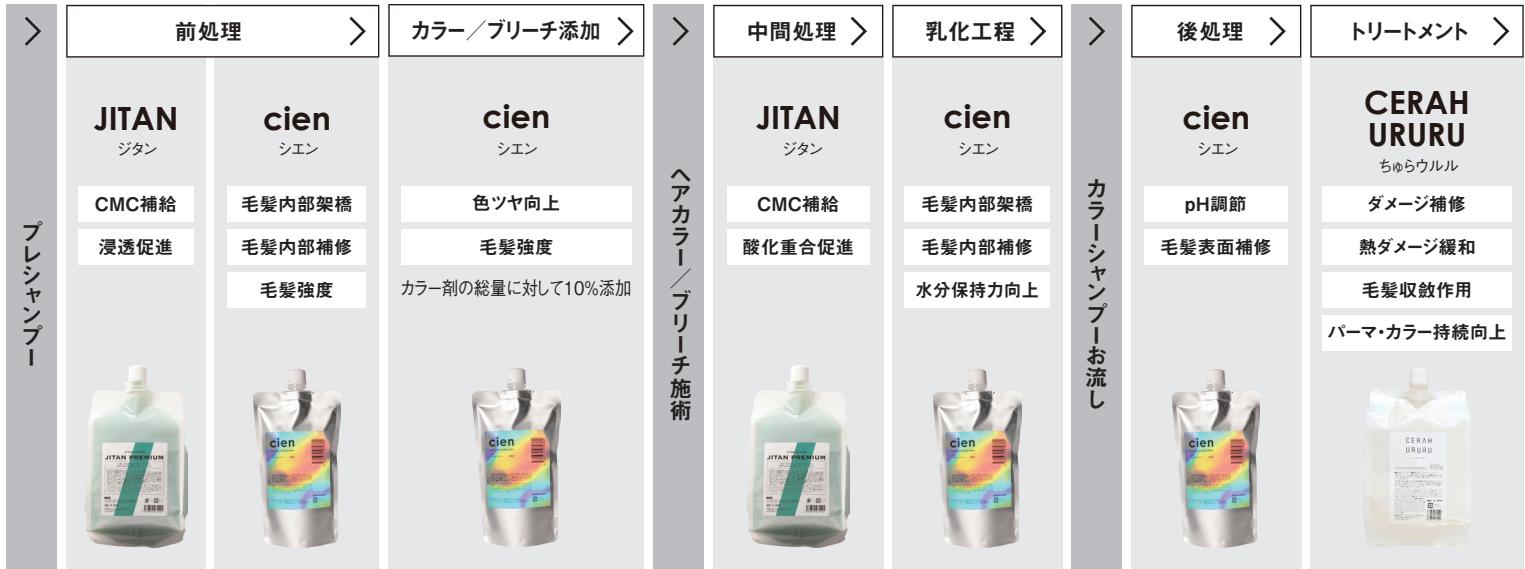 プレシャンプー
前処理
JITAN
ジタン
CMC補給
浸透促進
JITAN PREMIUM
cien
シエン
毛髪内部架橋
毛髪内部補修
毛髪強度
cien
カラー／ブリーチ添加
cien
シエン
色ツヤ向上
毛髪強度
カラー剤の総量に対して10%添加
cien
ヘアカラー／ブリーチ施術
中間処理
JITAN
ジタン
CMC補給
酸化重合促進
JITAN PREMIUM
乳化工程
cien
シエン
毛髪内部架橋
毛髪内部補修
水分保持力向上
cien
カラーシャンプーお流し
後処理
cien
シエン
pH調節
毛髪表面補修
cien
トリートメント
CERAH
URURU
ちゅらウルル
ダメージ補修
熱ダメージ緩和
毛髪収斂作用
パーマ・カラー持続向上
CERAH
URURU
1000g